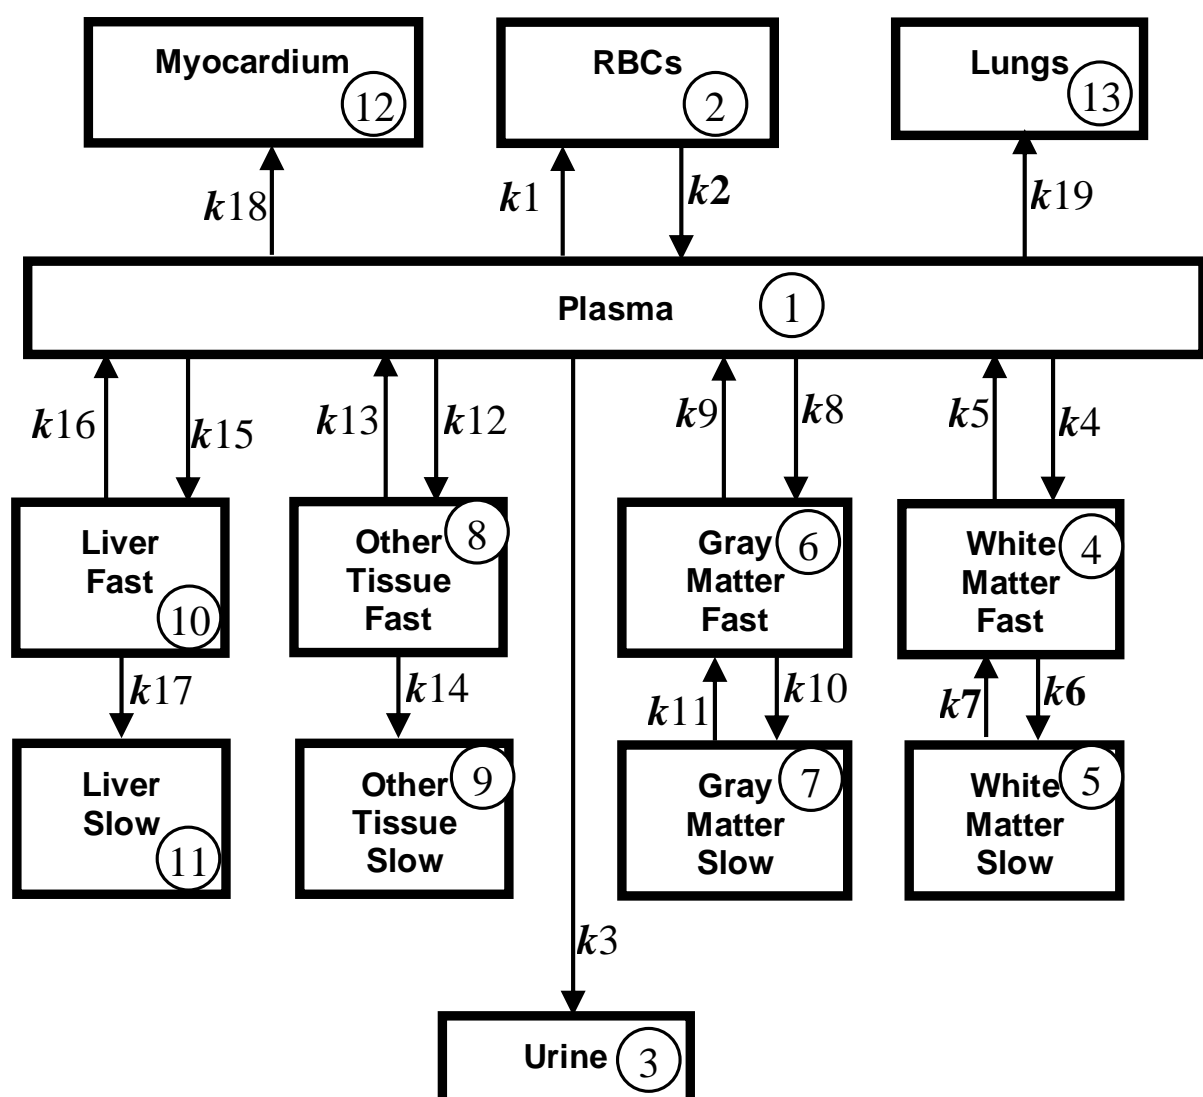 Myocardium
12
RBCs
2
Lungs
13
k18
k1
k2
k19
Plasma
1
k16
k15
k13
k12
k9
k8
k5
k4
Liver
Fast
10
Other
Tissue
Fast
8
Gray
Matter
Fast
6
White
Matter
Fast
4
k17
k14
k11
k10
k7
k6
Liver
Slow
11
Other
Tissue
Slow
9
Gray
Matter
Slow
7
White
Matter
Slow
5
k3
Urine
3